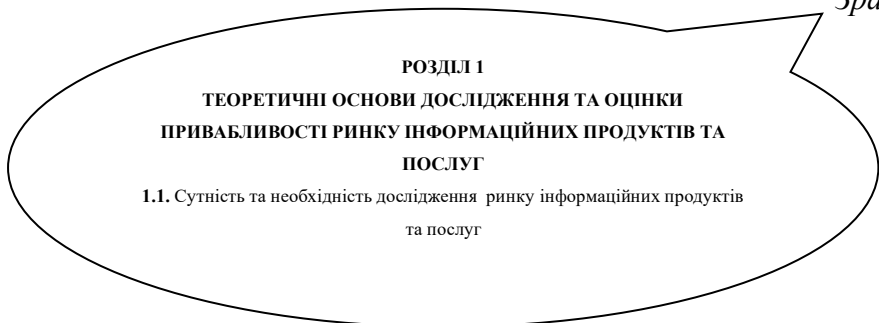 РОЗДІЛ 1
ТЕОРЕТИЧНІ ОСНОВИ ДОСЛІДЖЕННЯ ТА ОЦІНКИ
ПРИВАБЛИВОСТІ РИНКУ ІНФОРМАЦІЙНИХ ПРОДУКТІВ ТА
ПОСЛУГ
1.1. Сутність та необхідність дослідження ринку інформаційних продуктів
та послуг